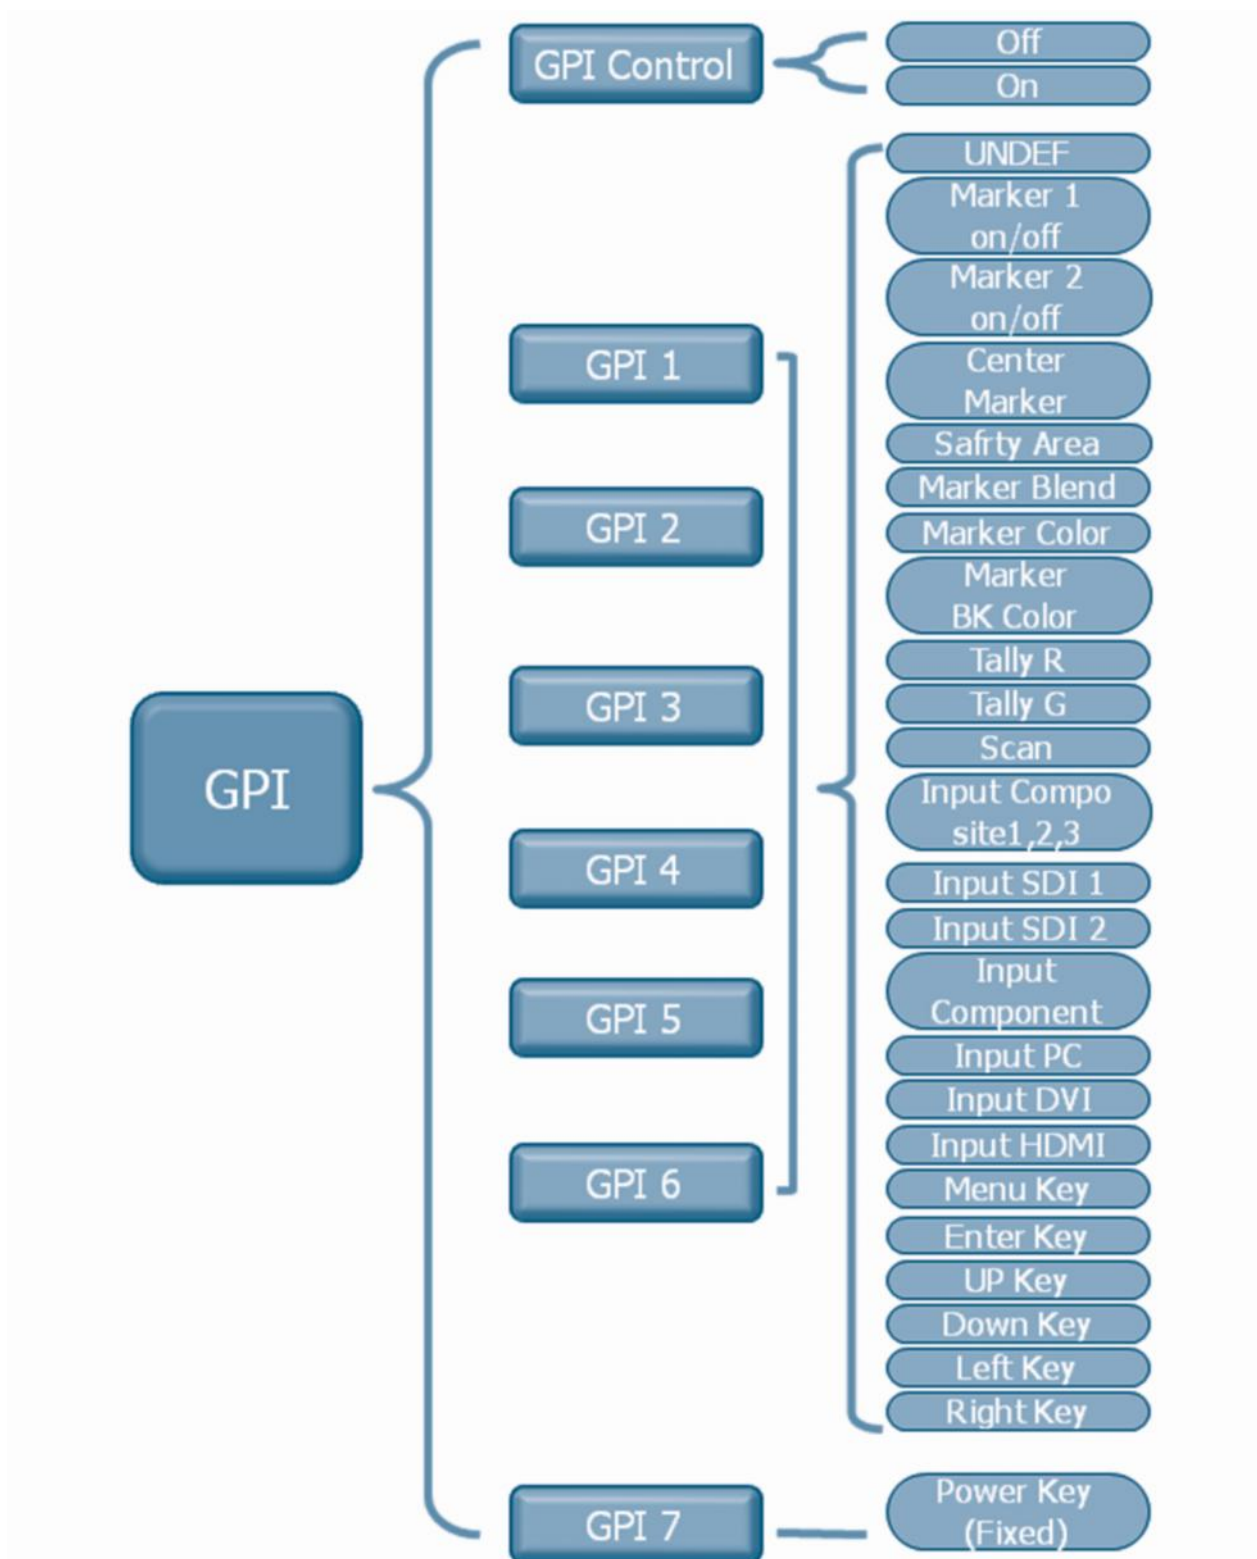 GPI
GPI Control
Off
On
GPI 1
GPI 2
GPI 3
GPI 4
GPI 5
GPI 6
UNDEF
Marker 1
on/off
Marker 2
on/off
Center
Marker
Safrty Area
Marker Blend
Marker Color
Marker
BK Color
Tally R
Tally G
Scan
Input Compo
site1,2,3
Input SDI 1
Input SDI 2
Input
Component
Input PC
Input DVI
Input HDMI
Menu Key
Enter Key
UP Key
Down Key
Left Key
Right Key
GPI 7
Power Key
(Fixed)